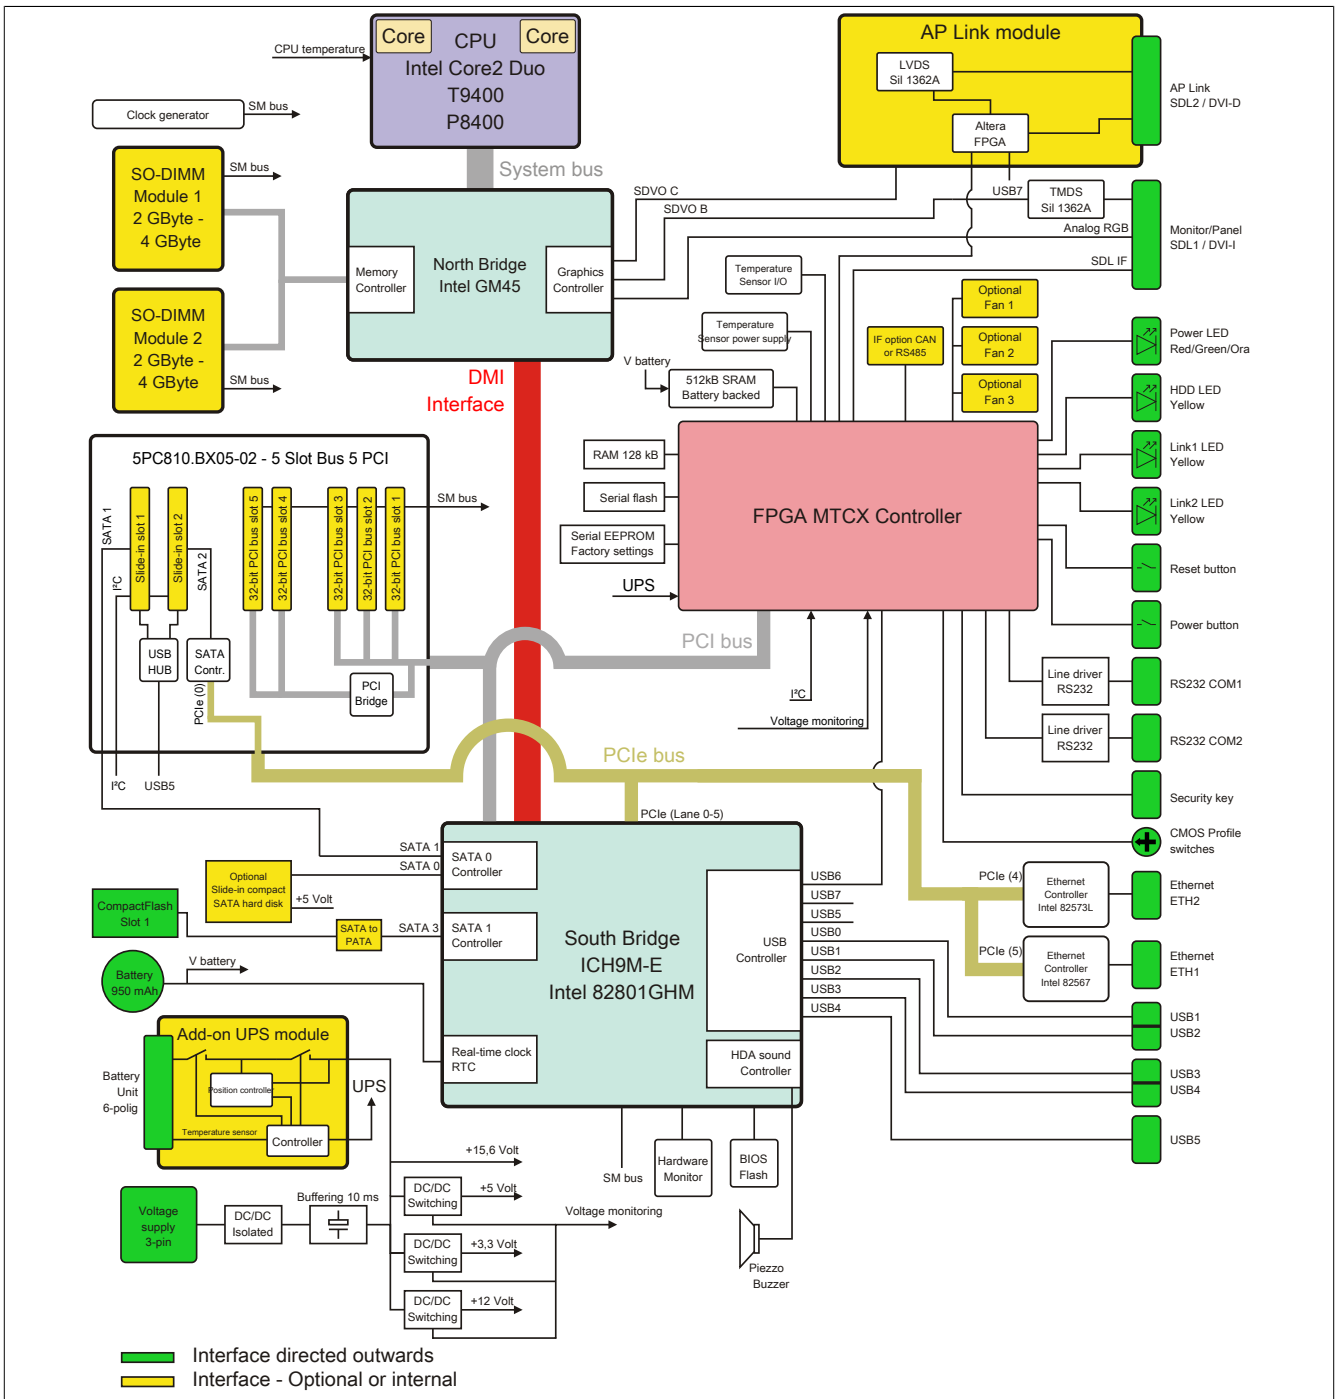 Core
CPU
Core
Intel Core2 Duo
T9400
P8400
CPU temperature
Clock generator
SM bus
SO-DIMM
Module 1
2 GByte -
4 GByte
SM bus
SO-DIMM
Module 2
2 GByte -
4 GByte
SM bus
System bus
Memory
Controller
North Bridge
Intel GM45
Graphics
Controller
DMI
Interface
AP Link module
LVDS
Sil 1362A
Altera
FPGA
AP Link
SDL2 / DVI-D
SDVO C
SDVO B
USB7
TMDS
Sil 1362A
Analog RGB
SDL IF
Monitor/Panel
SDL1 / DVI-I
Temperature
Sensor I/O
Temperature
Sensor power supply
V battery
512kB SRAM
Battery backed
IF option CAN
or RS485
Optional
Fan 1
Optional
Fan 2
Optional
Fan 3
RAM 128 kB
Serial flash
Serial EEPROM
Factory settings
UPS
FPGA MTCX Controller
Power LED
Red/Green/Ora
HDD LED
Yellow
Link1 LED
Yellow
Link2 LED
Yellow
Reset button
Power button
Line driver
RS232
RS232 COM1
Line driver
RS232
RS232 COM2
Security key
CMOS Profile
switches
5PC810.BX05-02 - 5 Slot Bus 5 PCI
SATA 1
I²C
Slide-in slot 1
Slide-in slot 2
SATA 2
32-bit PCI bus slot 5
32-bit PCI bus slot 4
32-bit PCI bus slot 3
32-bit PCI bus slot 2
32-bit PCI bus slot 1
SM bus
USB
HUB
SATA
Contr.
PCIe (0)
PCI
Bridge
I²C
USB5
PCI bus
I²C
Voltage monitoring
PCIe bus
PCIe (Lane 0-5)
PCIe (4)
Ethernet
Controller
Intel 82573L
Ethernet
ETH2
PCIe (5)
Ethernet
Controller
Intel 82567
Ethernet
ETH1
SATA 1
SATA 0
SATA 0
Controller
Optional
Slide-in compact
SATA hard disk
+5 Volt
CompactFlash
Slot 1
SATA to
PATA
SATA 3
SATA 1
Controller
Battery
950 mAh
V battery
South Bridge
ICH9M-E
Intel 82801GHM
Real-time clock
RTC
USB
Controller
HDA sound
Controller
USB6
USB7
USB5
USB0
USB1
USB2
USB3
USB4
USB1
USB2
USB3
USB4
USB5
Add-on UPS module
Battery
Unit
6-polig
Position controller
Temperature sensor
Controller
UPS
SM bus
Hardware
Monitor
BIOS
Flash
Piezzo
Buzzer
+15,6 Volt
Voltage
supply
3-pin
DC/DC
Isolated
Buffering 10 ms
DC/DC
Switching
+5 Volt
Voltage monitoring
DC/DC
Switching
+3,3 Volt
DC/DC
Switching
+12 Volt
Interface directed outwards
Interface - Optional or internal